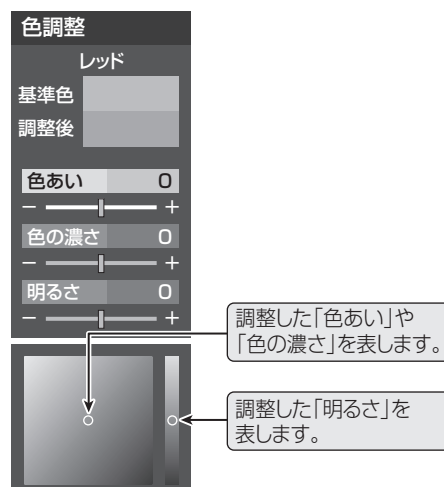 色調整
レッド
基準色
調整後
色あい 0
− +
色の濃さ 0
− +
明るさ 0
− +
調整した「色あい」や
「色の濃さ」を表します。
調整した「明るさ」を
表します。